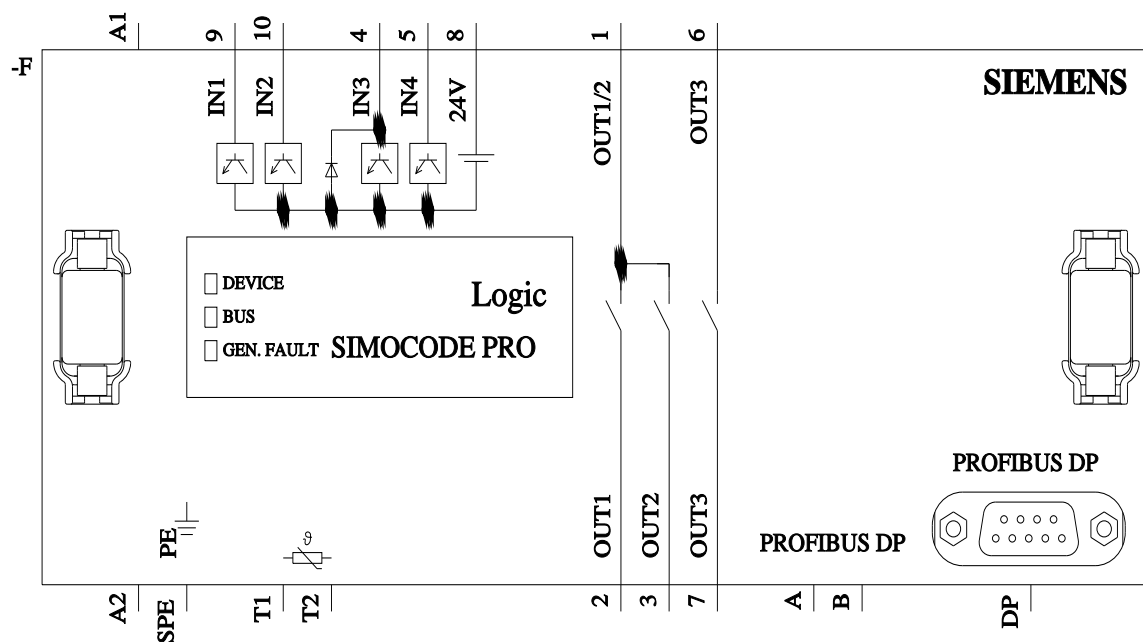 A1
9
10
4
5
8
1
6
-F
IN1
IN2
IN3
IN4
24V
OUT1/2
OUT3
SIEMENS
DEVICE
BUS
GEN. FAULT
Logic
SIMOCODE PRO
PROFIBUS DP
PE
ϑ
OUT1
OUT2
OUT3
PROFIBUS DP
A2
SPE
T1
T2
2
3
7
A
B
DP